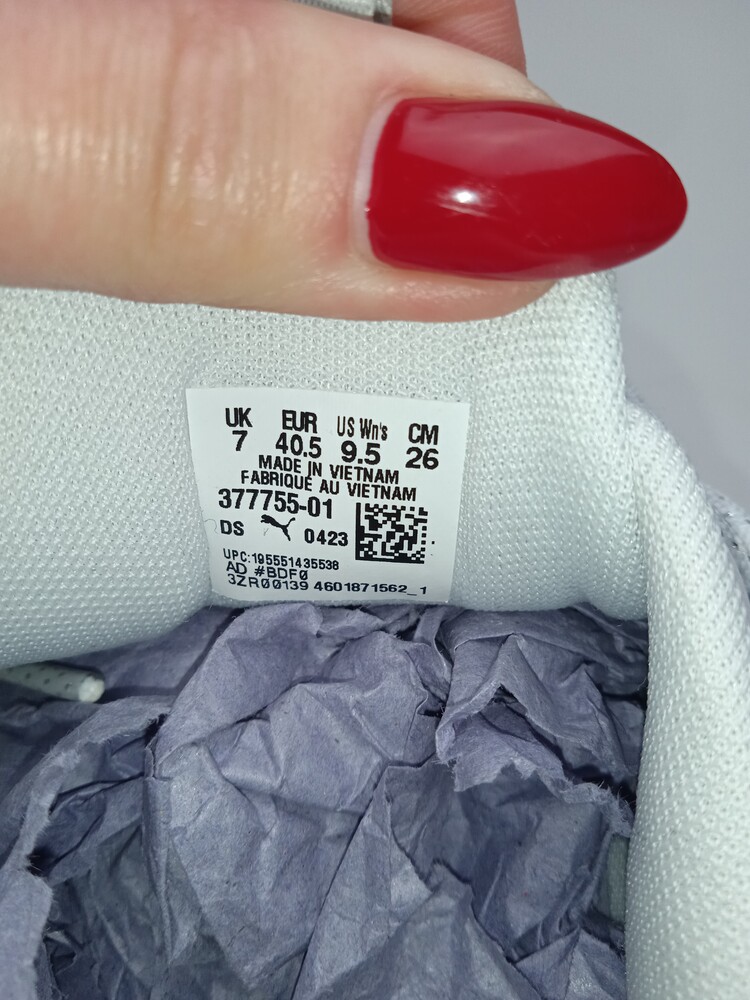 UK EUR US Wn's CM
7 40.5 9.5 26
MADE IN VIETNAM
FABRIQUÉ AU VIETNAM
377755-01
DS 0423
UPC:195551435538
AD #BDF0
3ZR00139 4601871562_1